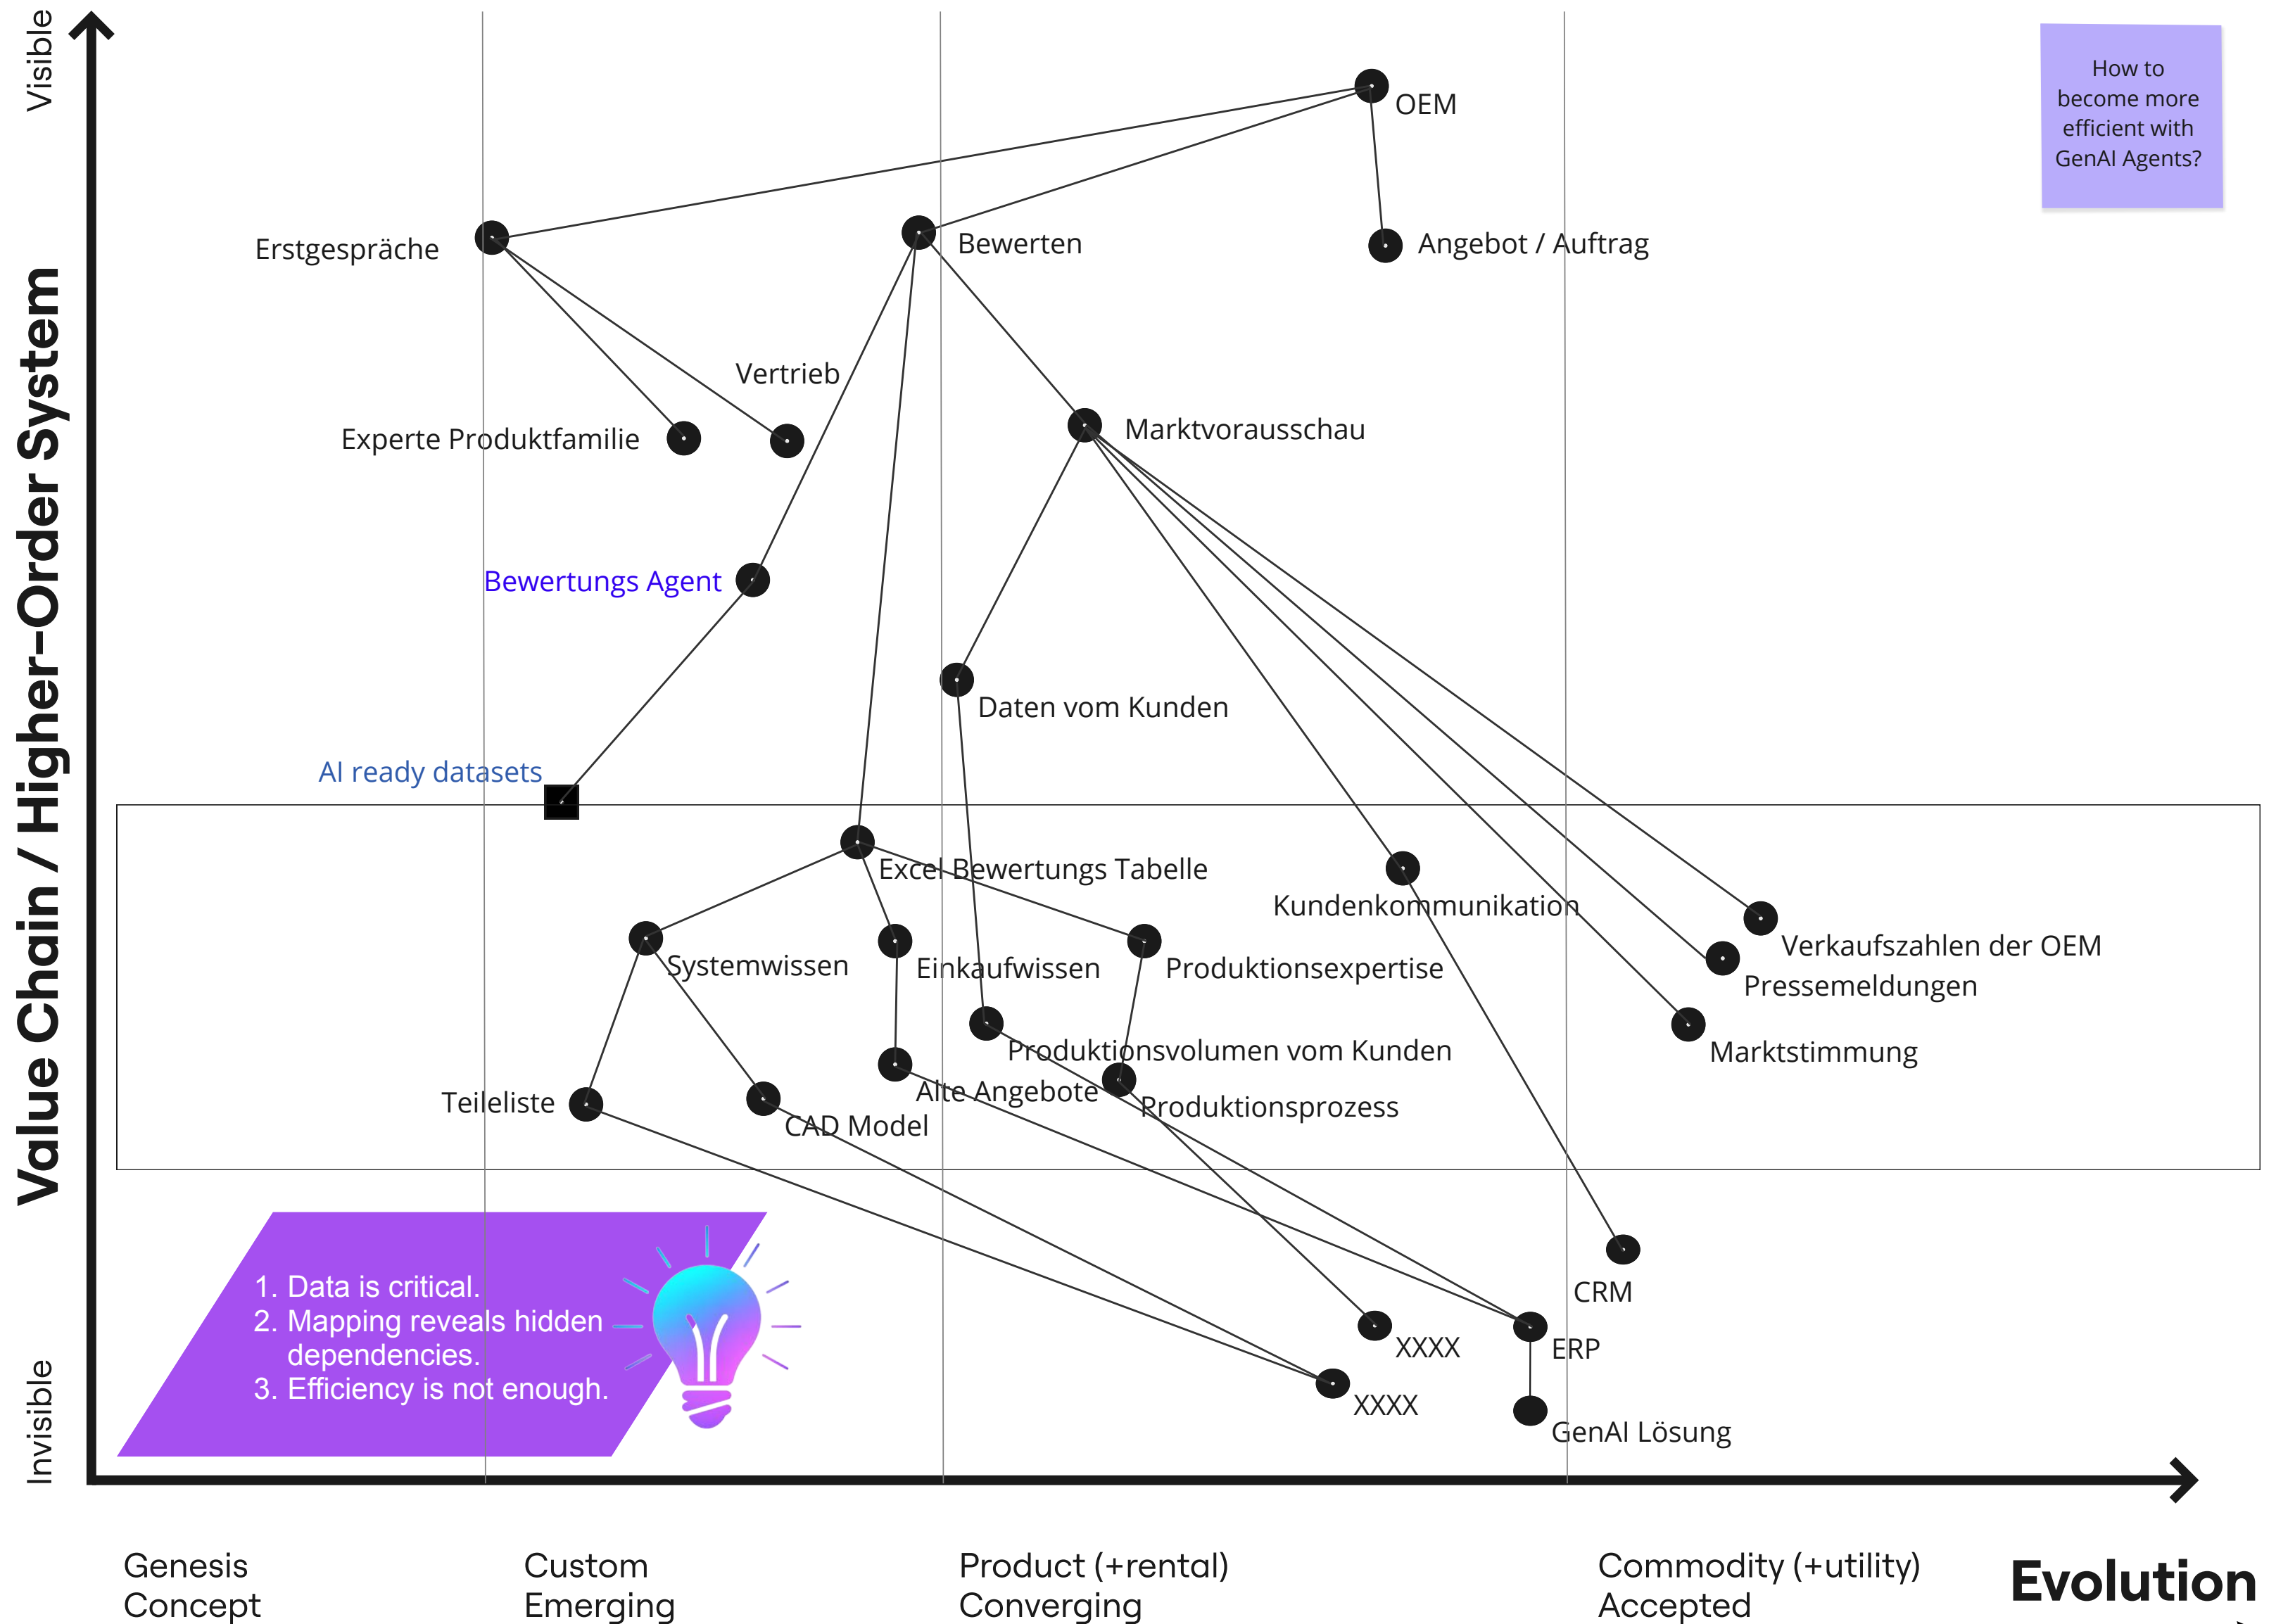 Visible
How to
become more
efficient with
GenAI Agents?
OEM
Erstgespräche
Bewerten
Angebot / Auftrag
Vertrieb
Experte Produktfamilie
Marktvorausschau
Value Chain / Higher-Order System
Bewertungs Agent
Daten vom Kunden
AI ready datasets
Excel Bewertungs Tabelle
Kundenkommunikation
Verkaufszahlen der OEM
Systemwissen
Einkaufwissen
Produktionsexpertise
Pressemeldungen
Produktionsvolumen vom Kunden
Marktstimmung
Teileliste
Alte Angebote
Produktionsprozess
CAD Model
1. Data is critical.
2. Mapping reveals hidden
dependencies.
3. Efficiency is not enough.
CRM
XXXX
ERP
XXXX
GenAI Lösung
Invisible
Genesis
Concept
Custom
Emerging
Product (+rental)
Converging
Commodity (+utility)
Accepted
Evolution